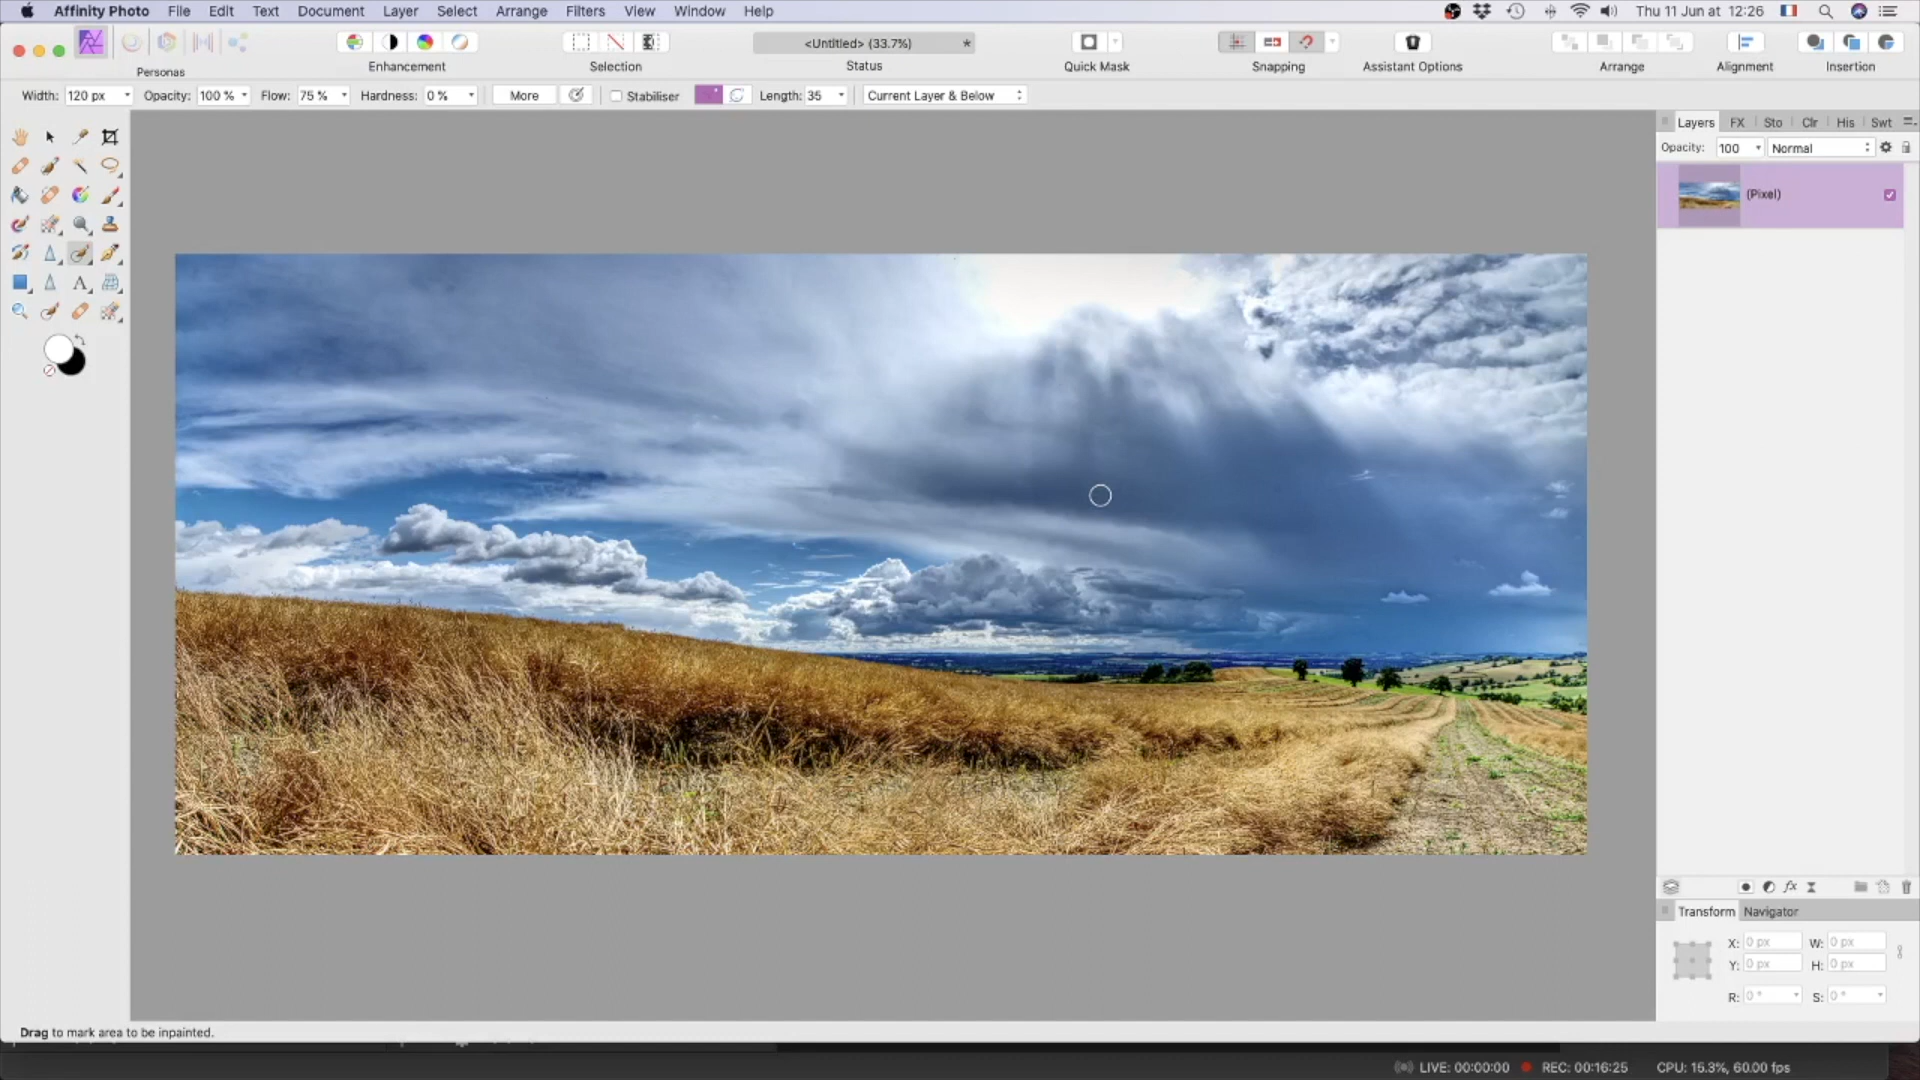 Affinity Photo File Edit Text Document Layer Select Arrange Filters View Window Help Thu 11 Jun at 12:26
Personas Enhancement Selection <Untitled> (33.7%) * Status Quick Mask Snapping Assistant Options Arrange Alignment Insertion
Width: 120 px Opacity: 100 % Flow: 75 % Hardness: 0 % More Stabiliser Length: 35 Current Layer & Below
Layers FX Sto Clr His Swt
Opacity: 100 Normal
(Pixel)
Transform Navigator
X: 0 px W: 0 px
Y: 0 px H: 0 px
R: 0 ° S: 0 °
Drag to mark area to be inpainted.
LIVE: 00:00:00 REC: 00:16:25 CPU: 15.3%, 60.00 fps